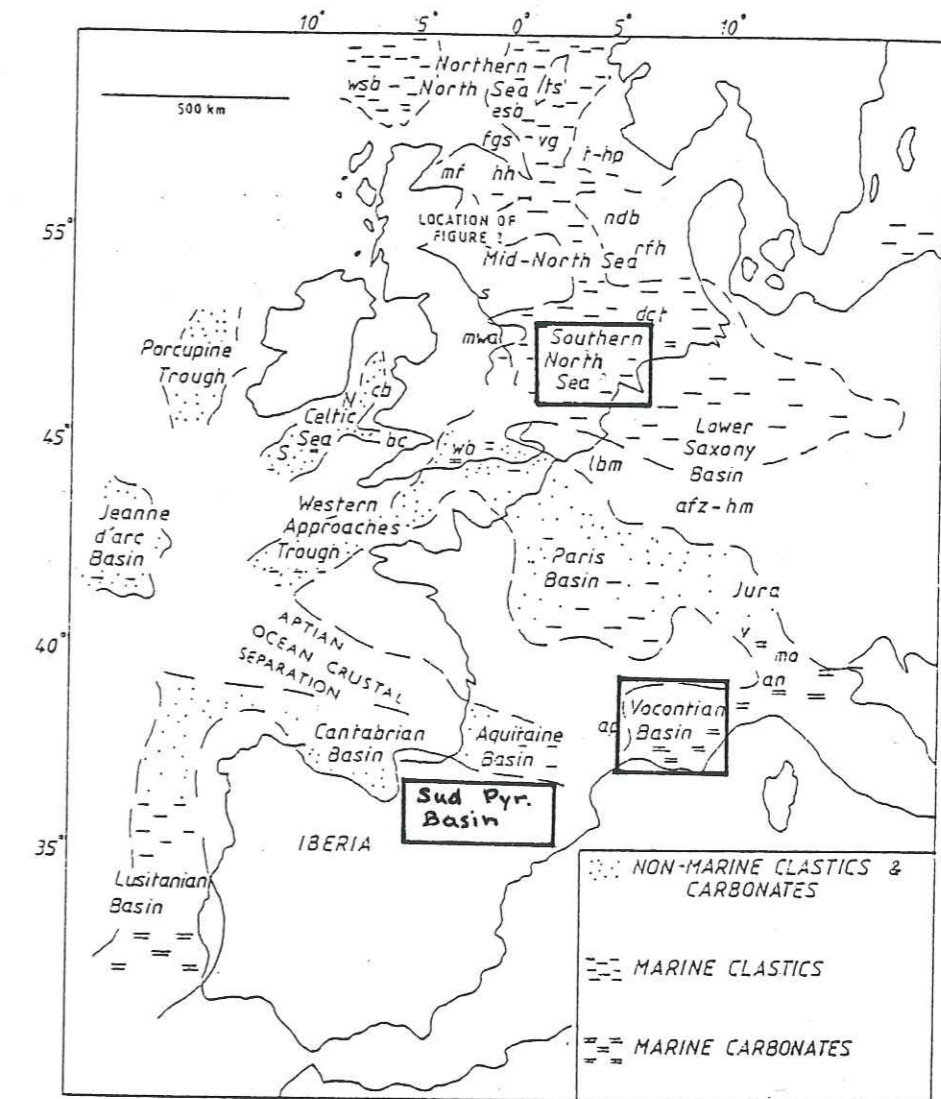 10° 5° 0° 5° 10°
500 km
55°
45°
40°
35°
wsb
Northern
North Sea
esb
lts
fgs
vg
t-hp
mf
hh
LOCATION OF
FIGURE 2
ndb
rfh
Mid-North Sea
s
dct
mwa
l
Southern
North
Sea
Porcupine
Trough
N
cb
Celtic
Sea
S
bc
wb
lbm
Lower
Saxony
Basin
afz-hm
Jeanne
d'arc
Basin
Western
Approaches
Trough
Paris
Basin
Jura
v
ma
an
APTIAN
OCEAN CRUSTAL
SEPARATION
Cantabrian
Basin
Aquitaine
Basin
ap
Vocontian
Basin
Sud Pyr.
Basin
IBERIA
Lusitanian
Basin
NON-MARINE CLASTICS &
CARBONATES
MARINE CLASTICS
MARINE CARBONATES